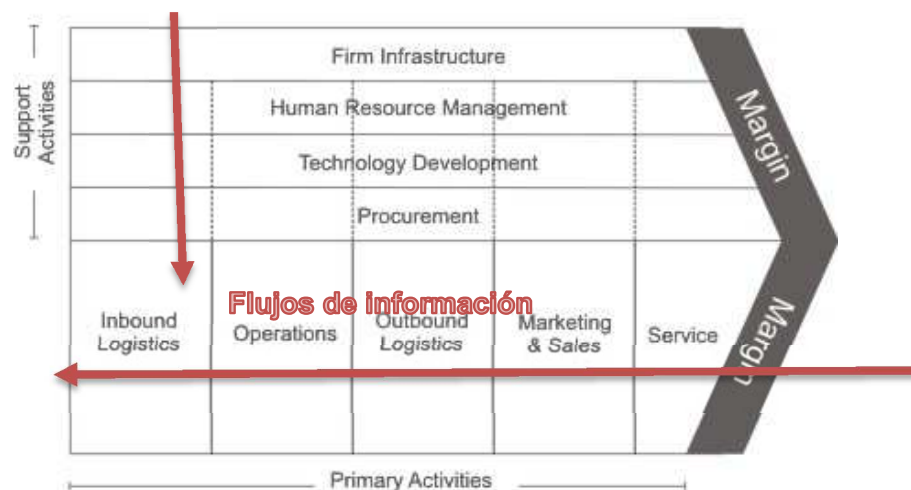 Support
Activities
Firm Infrastructure
Human Resource Management
Technology Development
Procurement
Margin
Flujos de información
Inbound
Logistics
Operations
Outbound
Logistics
Marketing
& Sales
Service
Margin
Primary Activities